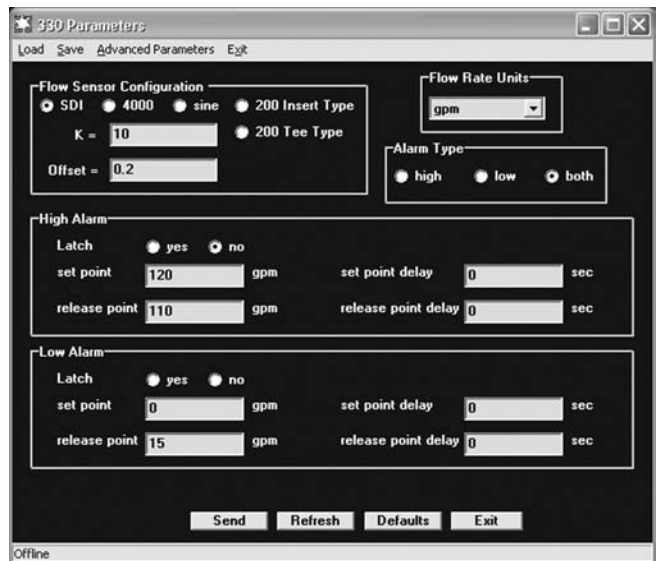 330 Parameters
Load Save Advanced Parameters Exit
Flow Sensor Configuration
SDI 4000 sine 200 Insert Type
K = 10 200 Tee Type
Offset = 0.2
Flow Rate Units
gpm
Alarm Type
high low both
High Alarm
Latch yes no
set point 120 gpm set point delay 0 sec
release point 110 gpm release point delay 0 sec
Low Alarm
Latch yes no
set point 0 gpm set point delay 0 sec
release point 15 gpm release point delay 0 sec
Send Refresh Defaults Exit
Offline